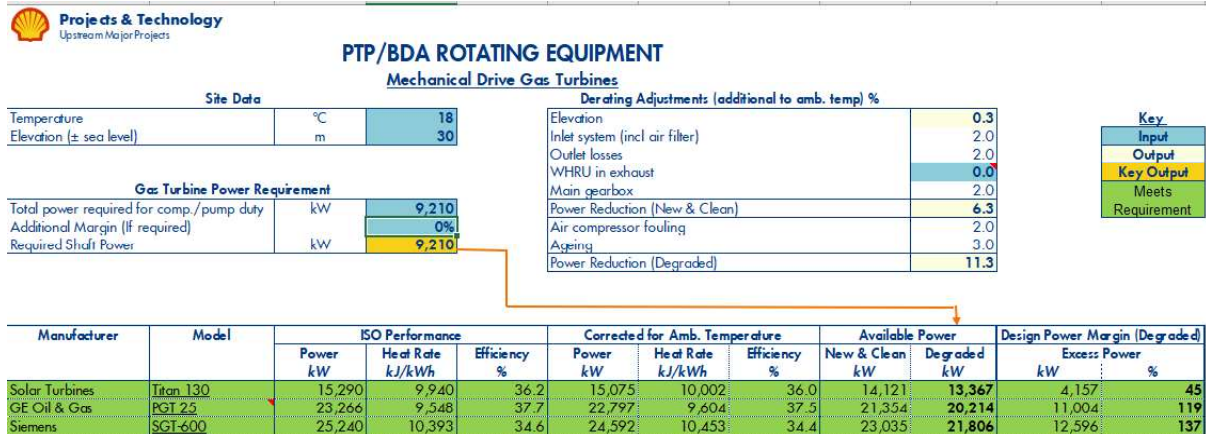 Projects & Technology
Upstream Major Projects
PTP/BDA ROTATING EQUIPMENT
Mechanical Drive Gas Turbines
Site Data
Temperature °C 18
Elevation (± sea level) m 30
Gas Turbine Power Requirement
Total power required for comp./pump duty kW 9,210
Additional Margin (If required) 0%
Required Shaft Power kW 9,210
Derating Adjustments (additional to amb. temp) %
Elevation 0.3
Inlet system (incl air filter) 2.0
Outlet losses 2.0
WHRU in exhaust 0.0
Main gearbox 2.0
Power Reduction (New & Clean) 6.3
Air compressor fouling 2.0
Ageing 3.0
Power Reduction (Degraded) 11.3
Key
Input
Output
Key Output
Meets
Requirement
Manufacturer Model ISO Performance Corrected for Amb. Temperature Available Power Design Power Margin (Degraded)
Power Heat Rate Efficiency Power Heat Rate Efficiency New & Clean Degraded Excess Power
kW kJ/kWh % kW kJ/kWh % kW kW kW %
Solar Turbines Titan 130 15,290 9,940 36.2 15,075 10,002 36.0 14,121 13,367 4,157 45
GE Oil & Gas PGT 25 23,266 9,548 37.7 22,797 9,604 37.5 21,354 20,214 11,004 119
Siemens SGT-600 25,240 10,393 34.6 24,592 10,453 34.4 23,035 21,806 12,596 137